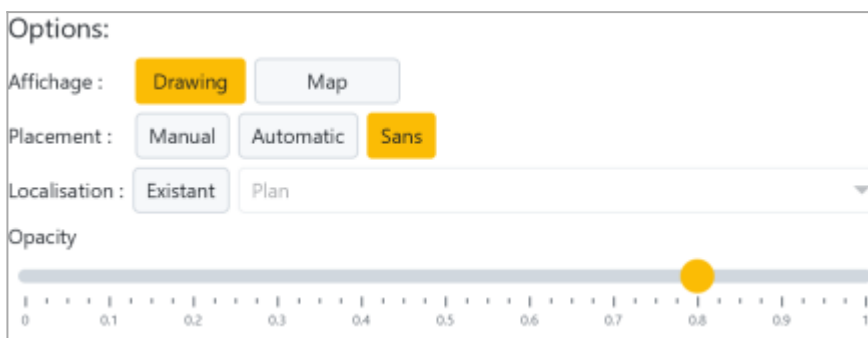 Options:
Affichage : Drawing Map
Placement : Manual Automatic Sans
Localisation : Existant Plan
Opacity
0 0.1 0.2 0.3 0.4 0.5 0.6 0.7 0.8 0.9 1